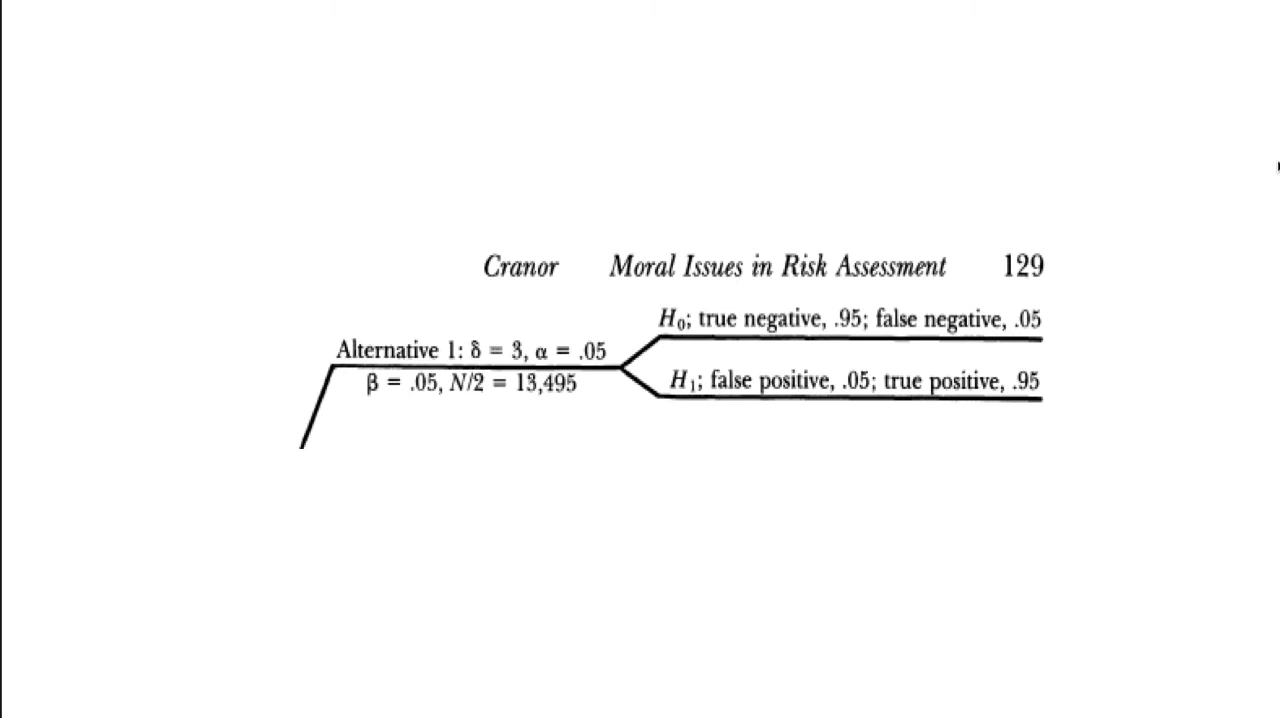 Cranor Moral Issues in Risk Assessment 129
H₀; true negative, .95; false negative, .05
Alternative 1: δ = 3, α = .05
β = .05, N/2 = 13,495
H₁; false positive, .05; true positive, .95